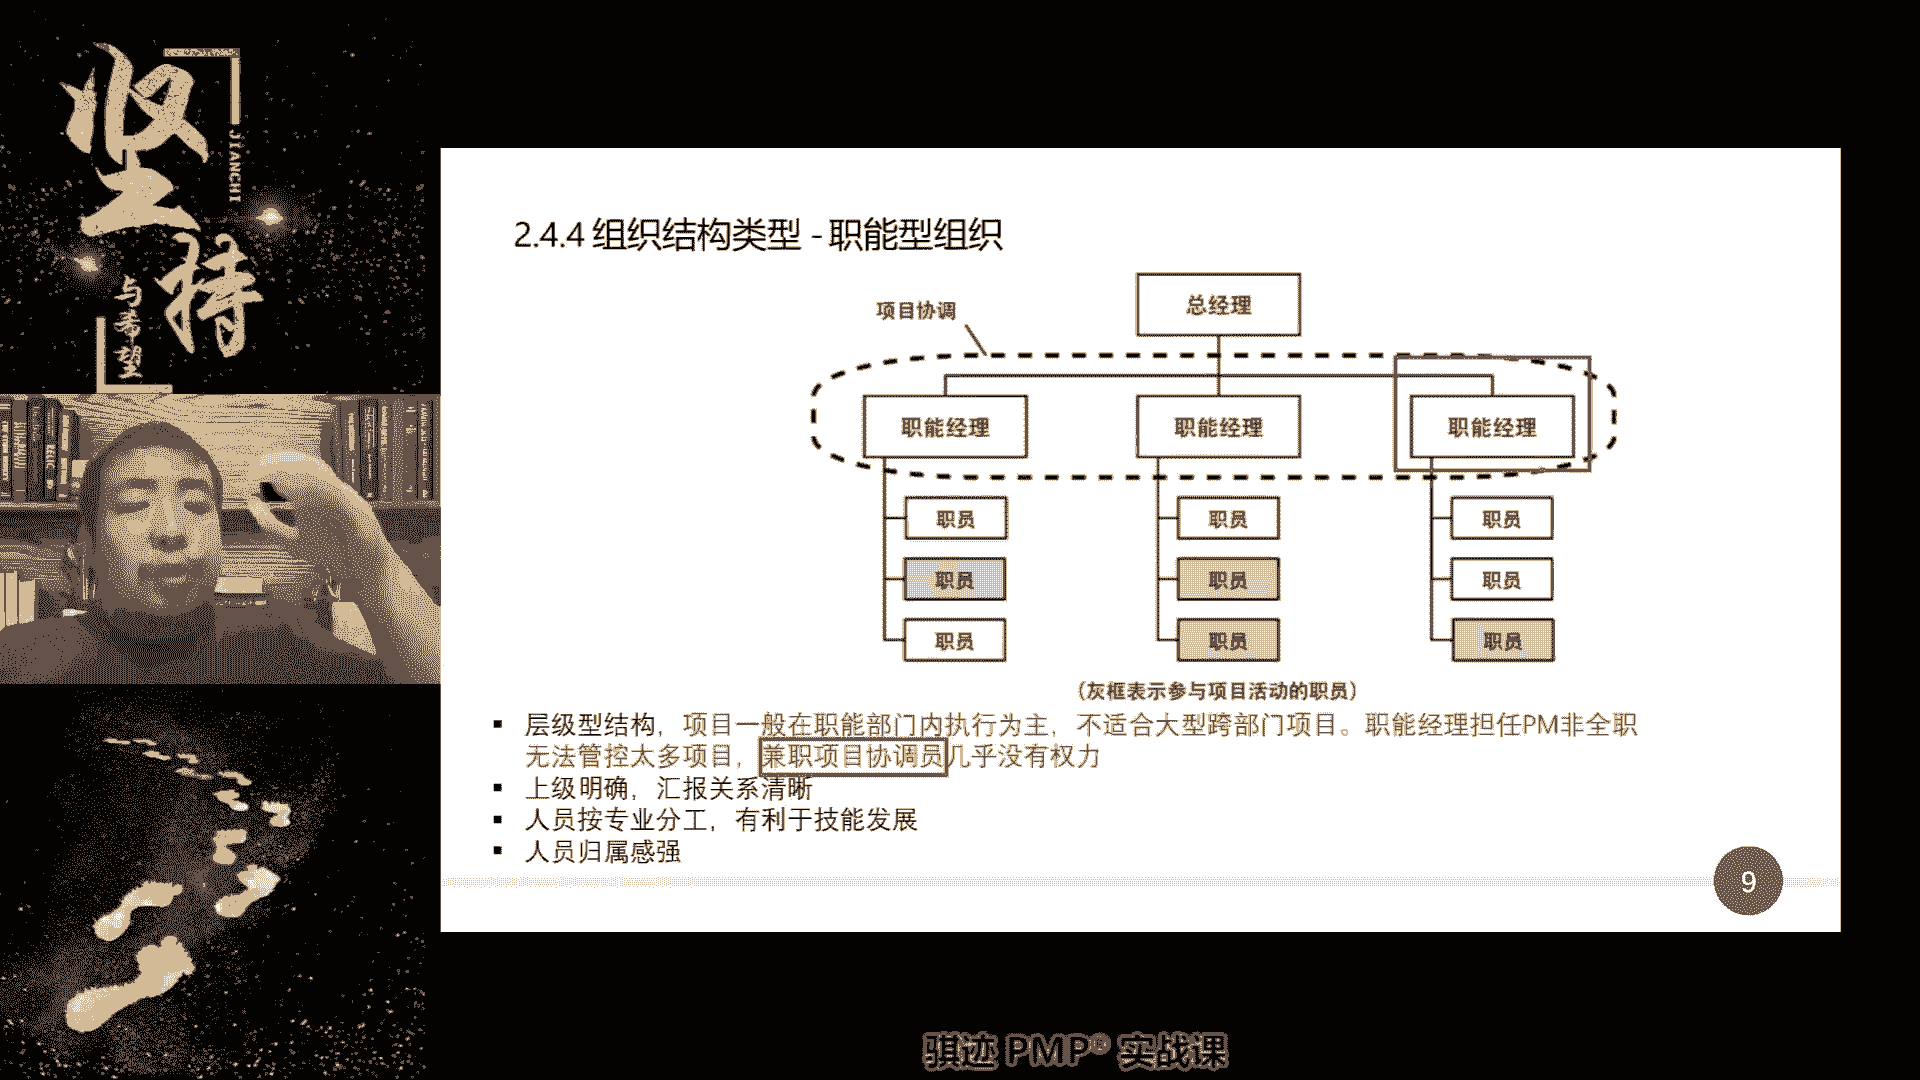 坚持
JIANCHI
与希望
2.4.4 组织结构类型 - 职能型组织
总经理
项目协调
职能经理
职能经理
职能经理
职员
职员
职员
职员
职员
职员
职员
职员
职员
（灰框表示参与项目活动的职员）
▪ 层级型结构，项目一般在职能部门内执行为主，不适合大型跨部门项目。职能经理担任PM非全职
无法管控太多项目，兼职项目协调员几乎没有权力
▪ 上级明确，汇报关系清晰
▪ 人员按专业分工，有利于技能发展
▪ 人员归属感强
9
骐迹 PMP® 实战课